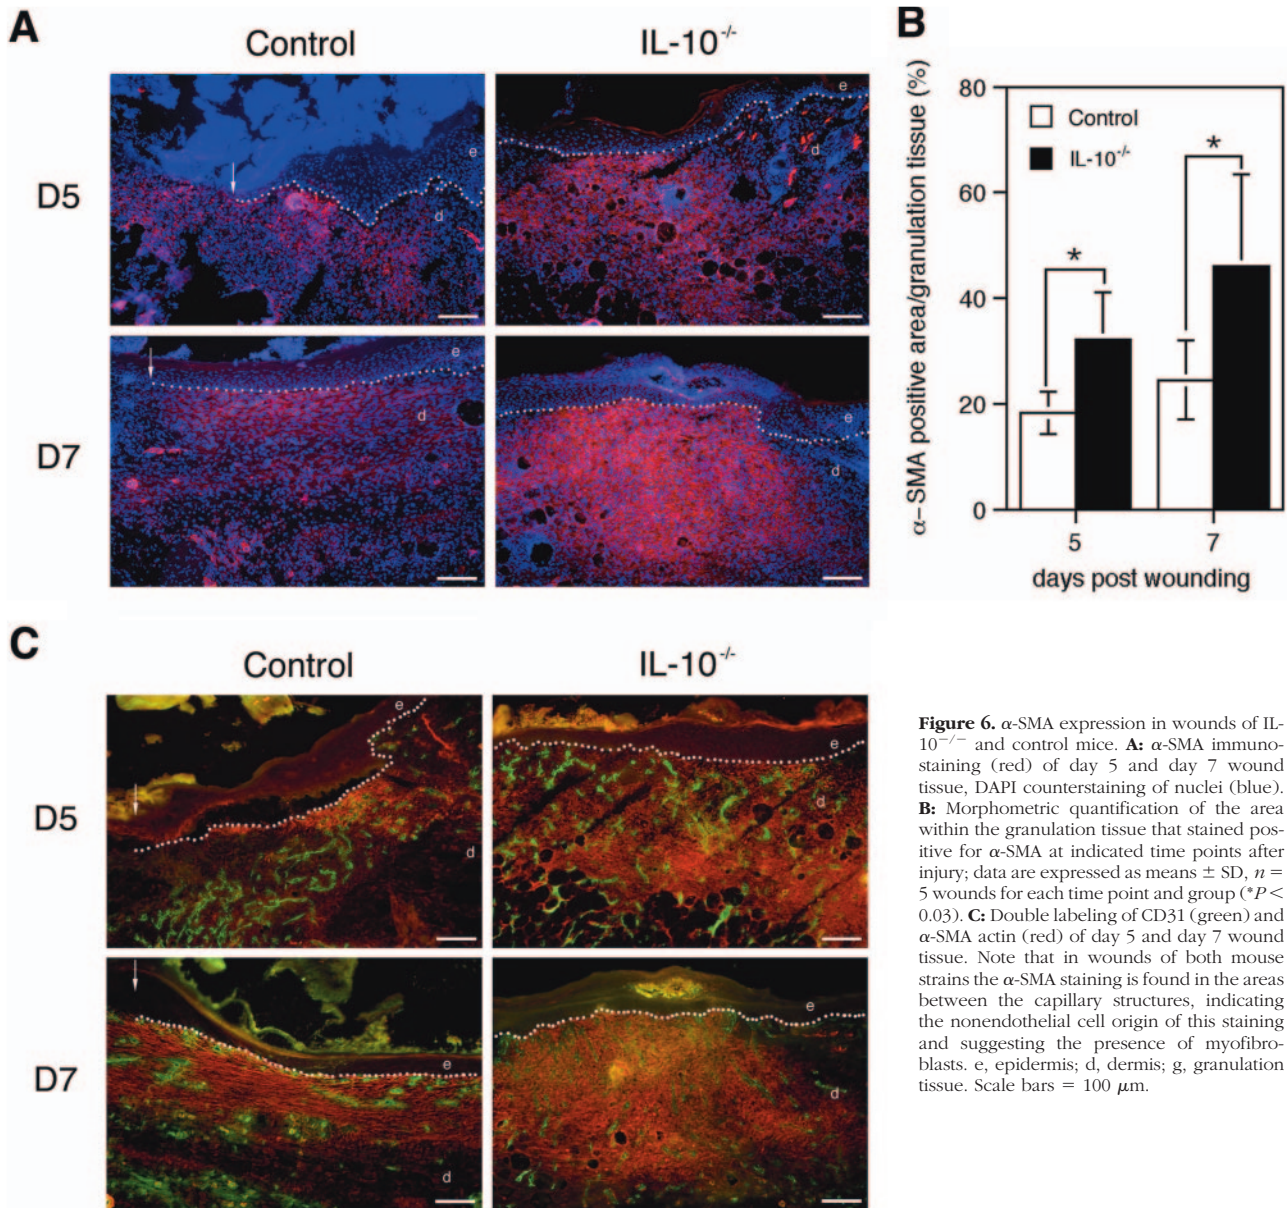 A
Control
IL-10-/-
D5
e
d
e
d
D7
e
d
e
d
B
α-SMA positive area/granulation tissue (%)
80
60
40
20
0
Control
IL-10-/-
*
*
5
7
days post wounding
C
Control
IL-10-/-
D5
e
d
e
d
D7
e
d
e
d
Figure 6. α-SMA expression in wounds of IL-
10−/− and control mice. A: α-SMA immuno-
staining (red) of day 5 and day 7 wound
tissue, DAPI counterstaining of nuclei (blue).
B: Morphometric quantification of the area
within the granulation tissue that stained pos-
itive for α-SMA at indicated time points after
injury; data are expressed as means ± SD, n =
5 wounds for each time point and group (*P <
0.03). C: Double labeling of CD31 (green) and
α-SMA actin (red) of day 5 and day 7 wound
tissue. Note that in wounds of both mouse
strains the α-SMA staining is found in the areas
between the capillary structures, indicating
the nonendothelial cell origin of this staining
and suggesting the presence of myofibro-
blasts. e, epidermis; d, dermis; g, granulation
tissue. Scale bars = 100 μm.